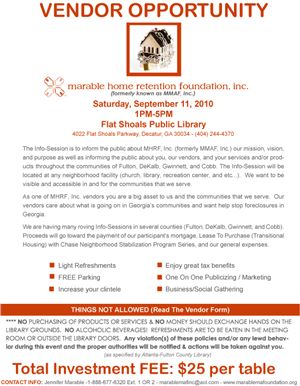 VENDOR OPPORTUNITY
marable home retention foundation, inc.
(formerly known as MMAF, Inc.)
Saturday, September 11, 2010
1PM-5PM
Flat Shoals Public Library
4022 Flat Shoals Parkway, Decatur, GA 30034 - (404) 244-4370
The Info-Session is to inform the public about MHRF, Inc. (formerly MMAF, Inc.) our mission, vision,
and purpose as well as informing the public about you, our vendors, and your services and/or prod-
ucts throughout the communities of Fulton, DeKalb, Gwinnett, and Cobb. The Info-Session will be
located at any neighborhood facility (church, library, recreation center, and etc...). We want to be
visible and accessible in and for the communities that we serve.
As one of MHRF, Inc. vendors you are a big asset to us and the communities that we serve. Our
vendors care about what is going on in Georgia's communities and want help stop foreclosures in
Georgia.
We are having many roving Info-Sessions in several counties (Fulton, DeKalb, Gwinnett, and Cobb).
Proceeds will go toward the payment of our participant's mortgage, Lease To Purchase (Transitional
Housing) with Chase Neighborhood Stabilization Program Series, and our general expenses.
Light Refreshments
FREE Parking
Increase your clintele
Enjoy great tax benefits
One On One Publicizing / Marketing
Business/Social Gathering
THINGS NOT ALLOWED (Read The Vendor Form)
**** NO PURCHASING OF PRODUCTS OR SERVICES & NO MONEY SHOULD EXCHANGE HANDS ON THE
LIBRARY GROUNDS. NO ALCOHOLIC BEVERAGES! REFRESHMENTS ARE TO BE EATEN IN THE MEETING
ROOM OR OUTSIDE THE LIBRARY DOORS. Any violation(s) of these policies and/or any lewd behav-
ior during this event and the proper authorities will be notified & actions will be taken against you.
(as specified by Atlanta-Fulton County Library)
Total Investment FEE: $25 per table
CONTACT INFO: Jennifer Marable - 1-888-677-6320 Ext. 1 OR 2 - marablemafinc@aol.com - www.marablemafoundation.org